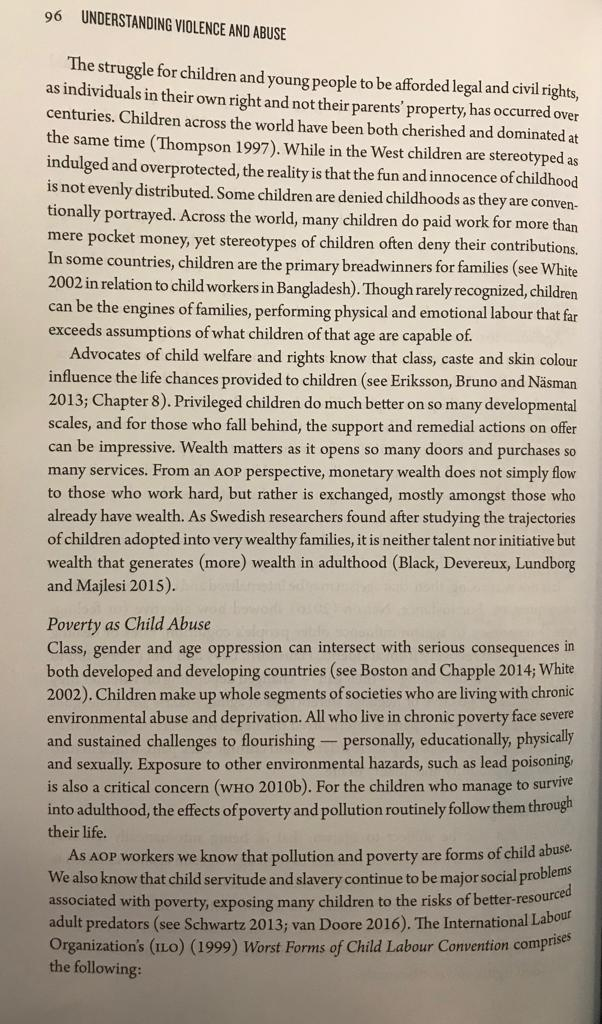 96 UNDERSTANDING VIOLENCE AND ABUSE
The struggle for children and young people to be afforded legal and civil rights,
as individuals in their own right and not their parents' property, has occurred over
centuries. Children across the world have been both cherished and dominated at
the same time (Thompson 1997). While in the West children are stereotyped as
indulged and overprotected, the reality is that the fun and innocence of childhood
is not evenly distributed. Some children are denied childhoods as they are conven-
tionally portrayed. Across the world, many children do paid work for more than
mere pocket money, yet stereotypes of children often deny their contributions.
In some countries, children are the primary breadwinners for families (see White
2002 in relation to child workers in Bangladesh). Though rarely recognized, children
can be the engines of families, performing physical and emotional labour that far
exceeds assumptions of what children of that age are capable of.
Advocates of child welfare and rights know that class, caste and skin colour
influence the life chances provided to children (see Eriksson, Bruno and Näsman
2013; Chapter 8). Privileged children do much better on so many developmental
scales, and for those who fall behind, the support and remedial actions on offer
can be impressive. Wealth matters as it opens so many doors and purchases so
many services. From an AOP perspective, monetary wealth does not simply flow
to those who work hard, but rather is exchanged, mostly amongst those who
already have wealth. As Swedish researchers found after studying the trajectories
of children adopted into very wealthy families, it is neither talent nor initiative but
wealth that generates (more) wealth in adulthood (Black, Devereux, Lundborg
and Majlesi 2015).
Poverty as Child Abuse
Class, gender and age oppression can intersect with serious consequences in
both developed and developing countries (see Boston and Chapple 2014; White
2002). Children make up whole segments of societies who are living with chronic
environmental abuse and deprivation. All who live in chronic poverty face severe
and sustained challenges to flourishing — personally, educationally, physically
and sexually. Exposure to other environmental hazards, such as lead poisoning,
is also a critical concern (WHO 2010b). For the children who manage to survive
into adulthood, the effects of poverty and pollution routinely follow them through
their life.
As AOP workers we know that pollution and poverty are forms of child abuse.
We also know that child servitude and slavery continue to be major social problems
associated with poverty, exposing many children to the risks of better-resourced
adult predators (see Schwartz 2013; van Doore 2016). The International Labour
Organization's (ILO) (1999) Worst Forms of Child Labour Convention comprises
the following: